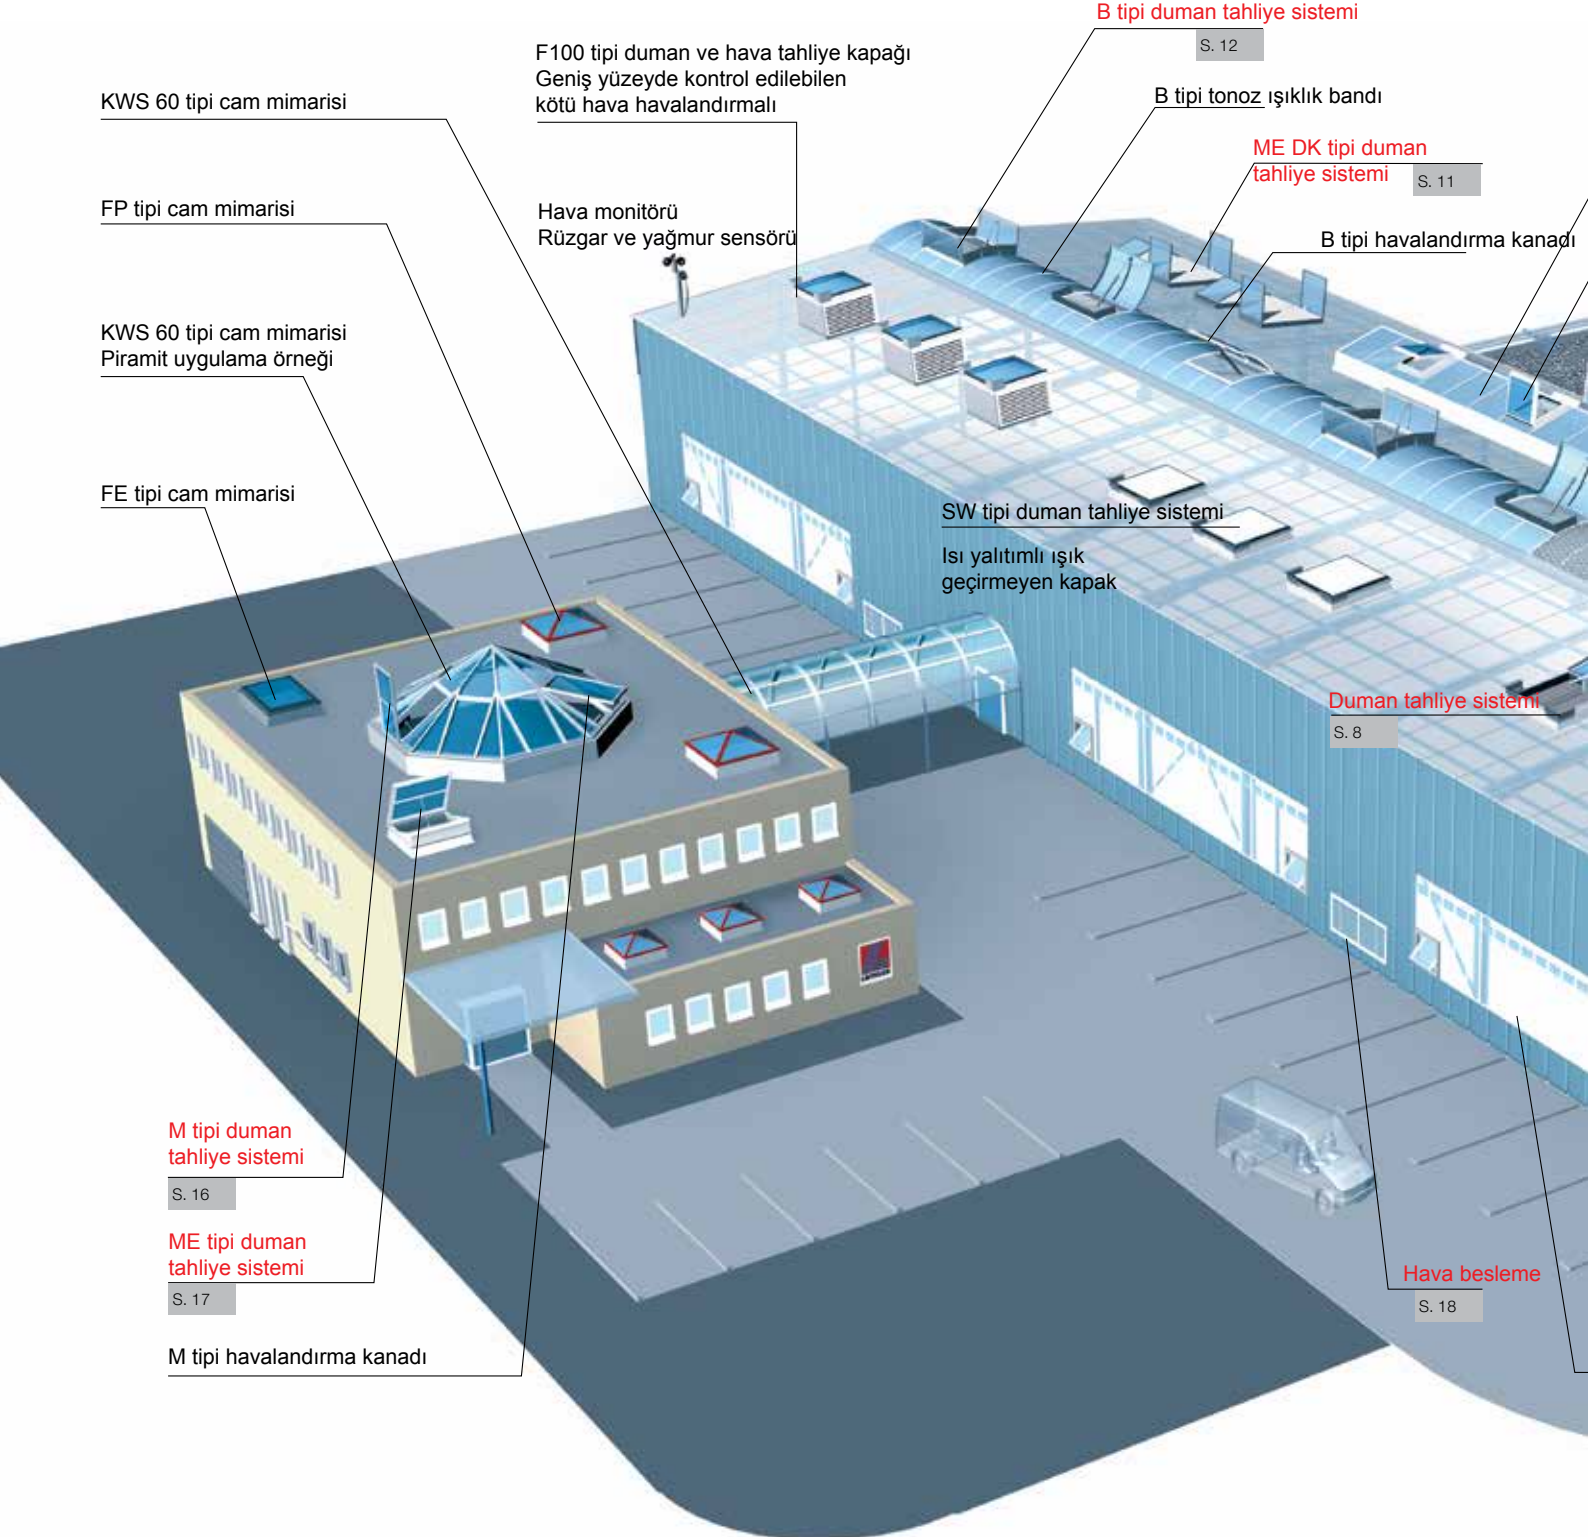 B tipi duman tahliye sistemi
S. 12
F100 tipi duman ve hava tahliye kapağı
Geniş yüzeyde kontrol edilebilen
kötü hava havalandırmalı
KWS 60 tipi cam mimarisi
B tipi tonoz ışıklık bandı
ME DK tipi duman
tahliye sistemi
S. 11
FP tipi cam mimarisi
Hava monitörü
Rüzgar ve yağmur sensörü
B tipi havalandırma kanadı
KWS 60 tipi cam mimarisi
Piramit uygulama örneği
FE tipi cam mimarisi
SW tipi duman tahliye sistemi
Isı yalıtımlı ışık
geçirmeyen kapak
Duman tahliye sistemi
S. 8
M tipi duman
tahliye sistemi
S. 16
ME tipi duman
tahliye sistemi
S. 17
Hava besleme
S. 18
M tipi havalandırma kanadı